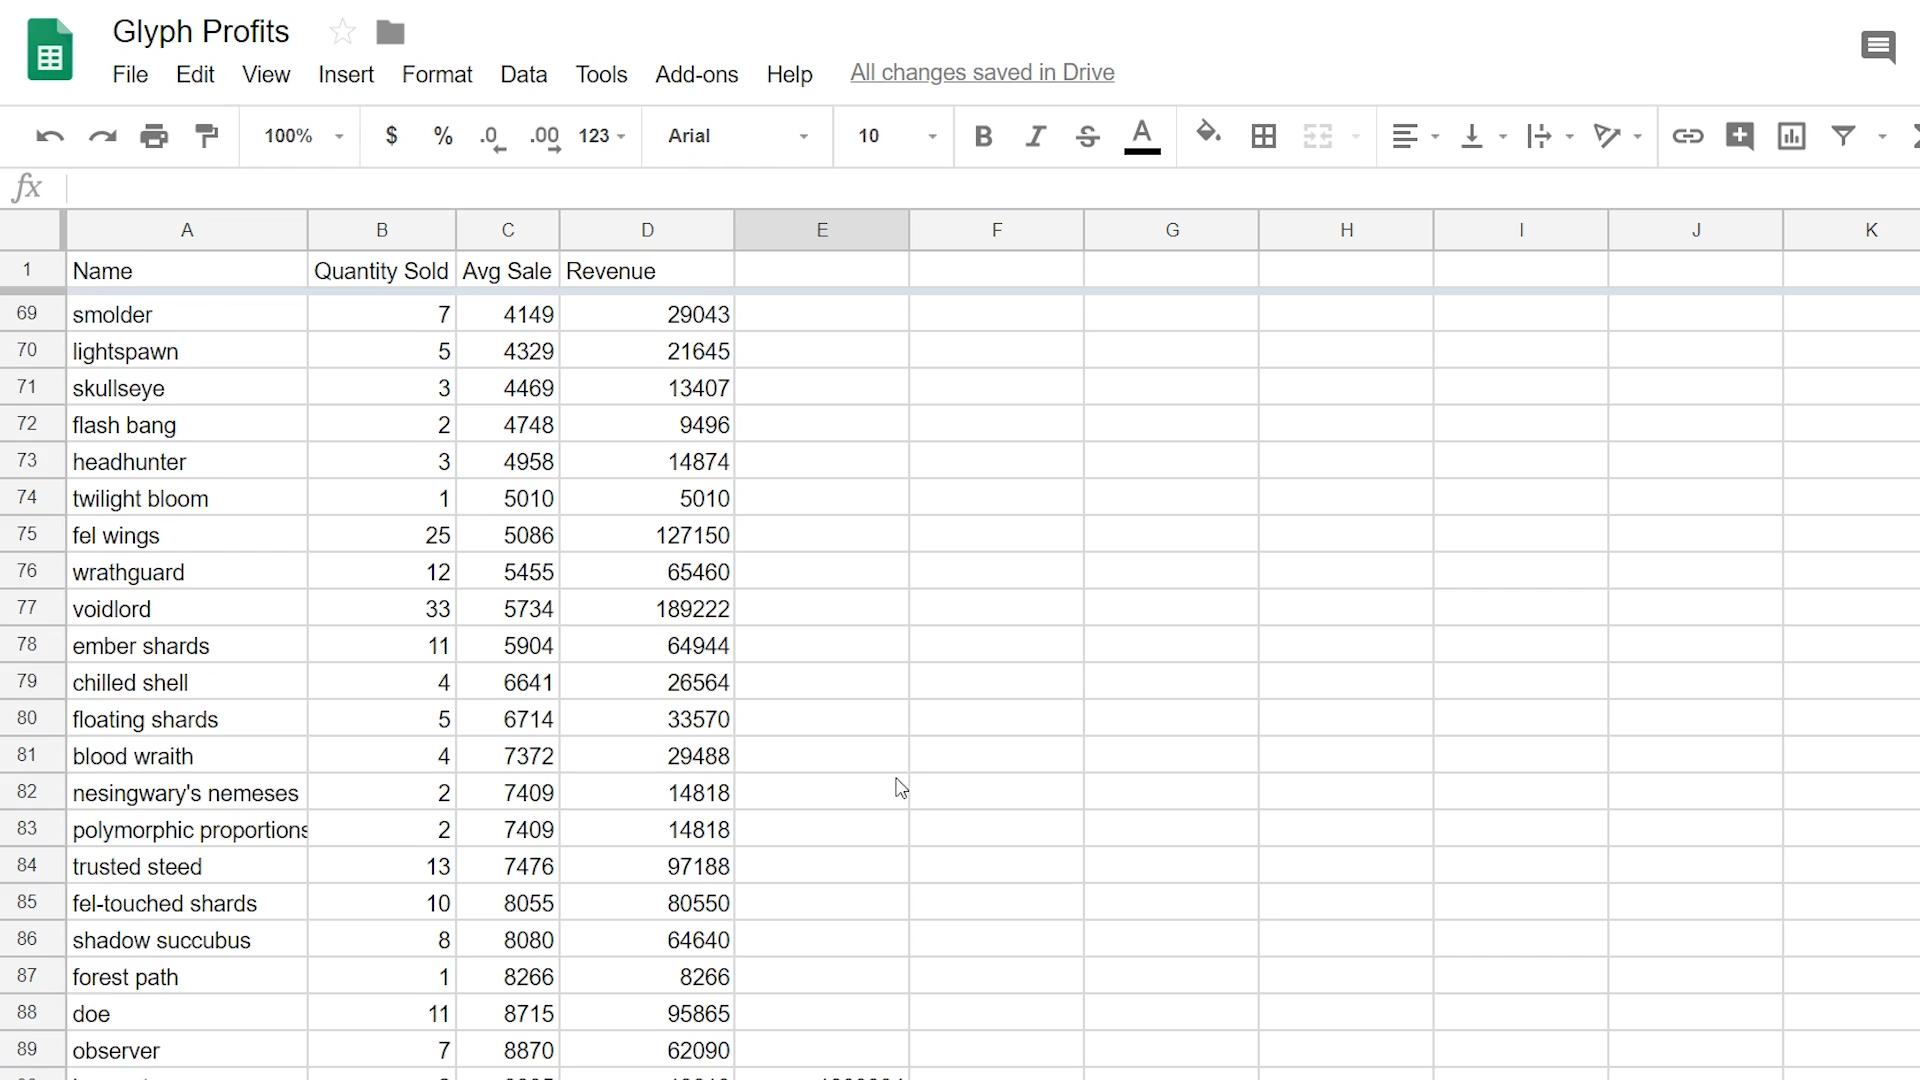 Glyph Profits
File Edit View Insert Format Data Tools Add-ons Help All changes saved in Drive
100% $ % .0 .00 123 Arial 10 B I S A
fx
A B C D E F G H I J K
1 Name Quantity Sold Avg Sale Revenue
69 smolder 7 4149 29043
70 lightspawn 5 4329 21645
71 skullseye 3 4469 13407
72 flash bang 2 4748 9496
73 headhunter 3 4958 14874
74 twilight bloom 1 5010 5010
75 fel wings 25 5086 127150
76 wrathguard 12 5455 65460
77 voidlord 33 5734 189222
78 ember shards 11 5904 64944
79 chilled shell 4 6641 26564
80 floating shards 5 6714 33570
81 blood wraith 4 7372 29488
82 nesingwary's nemeses 2 7409 14818
83 polymorphic proportions 2 7409 14818
84 trusted steed 13 7476 97188
85 fel-touched shards 10 8055 80550
86 shadow succubus 8 8080 64640
87 forest path 1 8266 8266
88 doe 11 8715 95865
89 observer 7 8870 62090